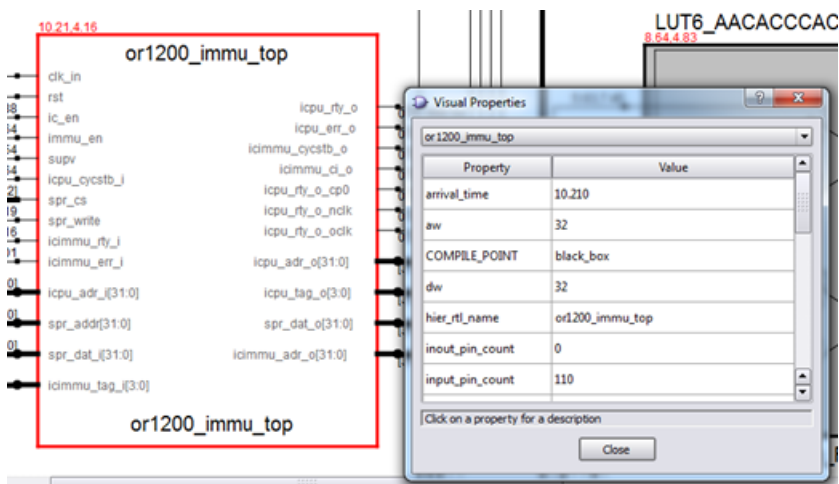 10.21,4.16
or1200_immu_top
clk_in
rst
ic_en
immu_en
supv
icpu_cycstb_i
spr_cs
spr_write
icimmu_rty_i
icimmu_err_i
icpu_adr_i[31:0]
spr_addr[31:0]
spr_dat_i[31:0]
icimmu_tag_i[3:0]
icpu_rty_o
icpu_err_o
icimmu_cycstb_o
icimmu_ci_o
icpu_rty_o_cp0
icpu_rty_o_nclk
icpu_rty_o_oclk
icpu_adr_o[31:0]
icpu_tag_o[3:0]
spr_dat_o[31:0]
icimmu_adr_o[31:0]
or1200_immu_top
LUT6_AACACCCAC
8.64,4.83
Visual Properties
or1200_immu_top
Property Value
arrival_time 10.210
aw 32
COMPILE_POINT black_box
dw 32
hier_rtl_name or1200_immu_top
inout_pin_count 0
input_pin_count 110
Click on a property for a description
Close